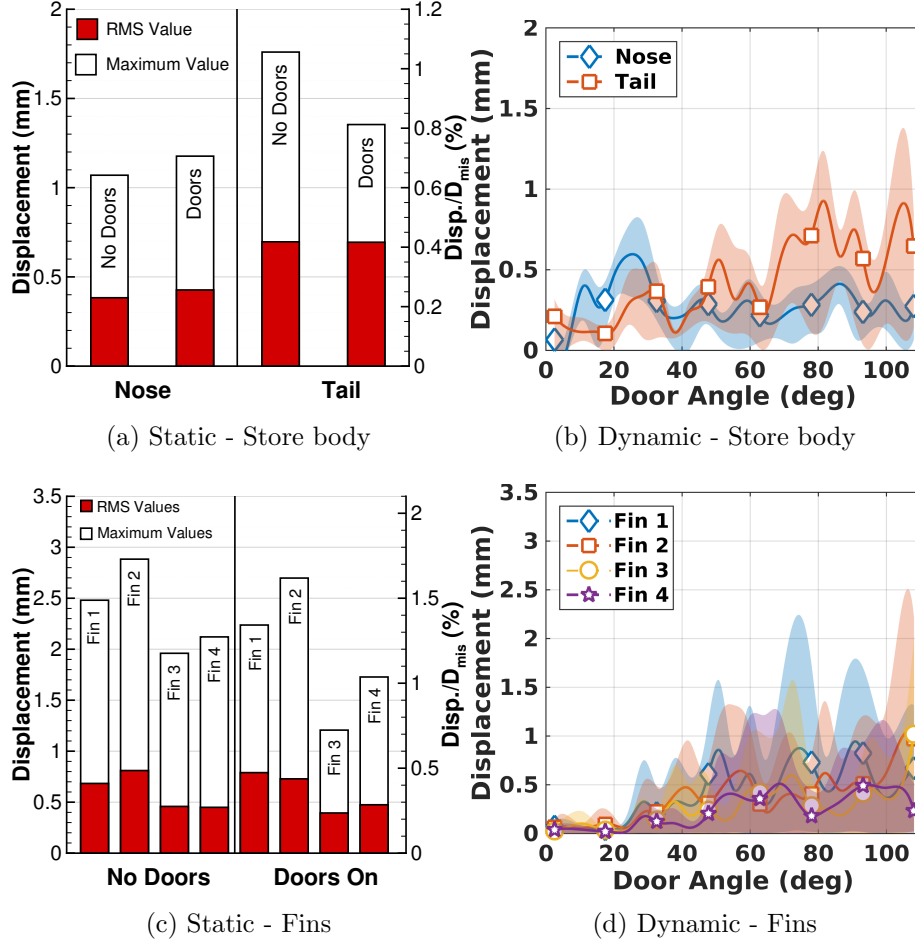 2
1.5
1
0.5
0
Displacement (mm)
RMS Value
Maximum Value
No Doors
Doors
No Doors
Doors
Nose
Tail
1.2
1
0.8
0.6
0.4
0.2
0
Disp./D_mis (%)
(a) Static - Store body
2
1.5
1
0.5
0
Displacement (mm)
Nose
Tail
0 20 40 60 80 100
Door Angle (deg)
(b) Dynamic - Store body
3.5
3
2.5
2
1.5
1
0.5
0
Displacement (mm)
RMS Values
Maximum Values
Fin 1
Fin 2
Fin 3
Fin 4
Fin 1
Fin 2
Fin 3
Fin 4
No Doors
Doors On
2
1.5
1
0.5
0
Disp./D_mis (%)
(c) Static - Fins
3.5
3
2.5
2
1.5
1
0.5
0
Displacement (mm)
Fin 1
Fin 2
Fin 3
Fin 4
0 20 40 60 80 100
Door Angle (deg)
(d) Dynamic - Fins